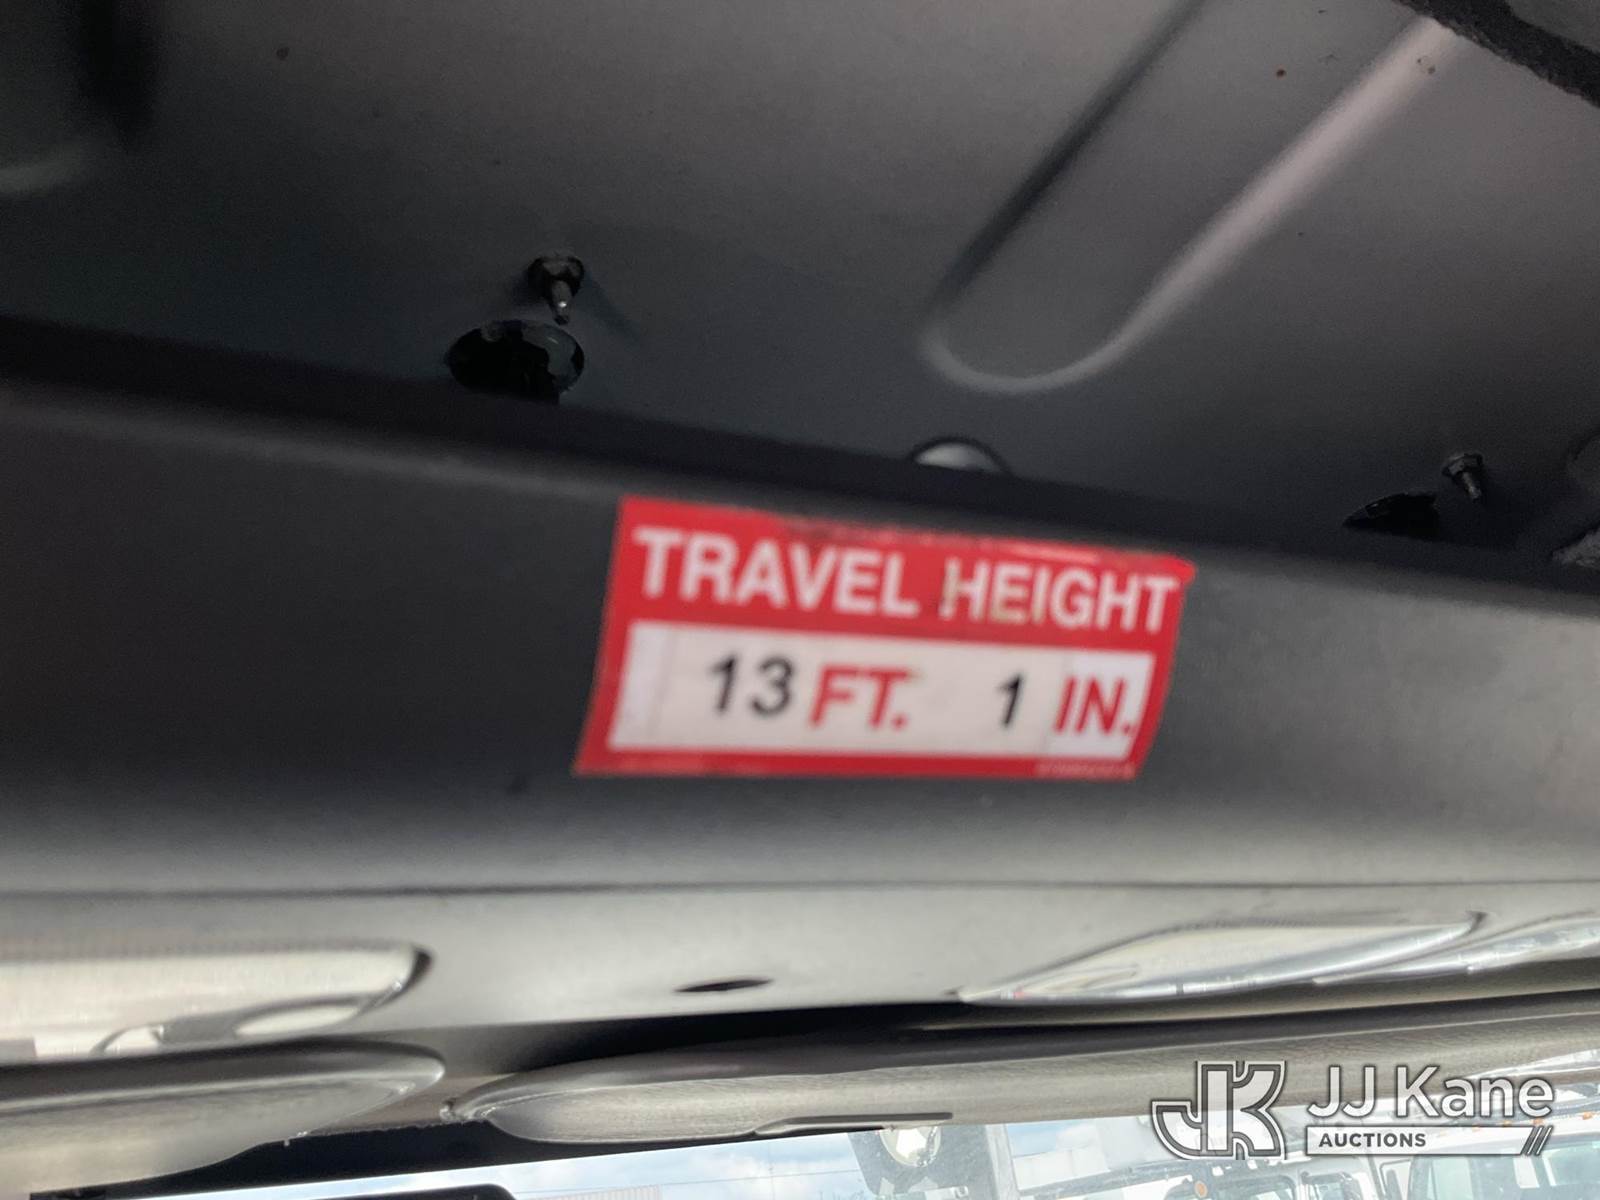 TRAVEL HEIGHT
13 FT. 1 IN.
JJ Kane
AUCTIONS